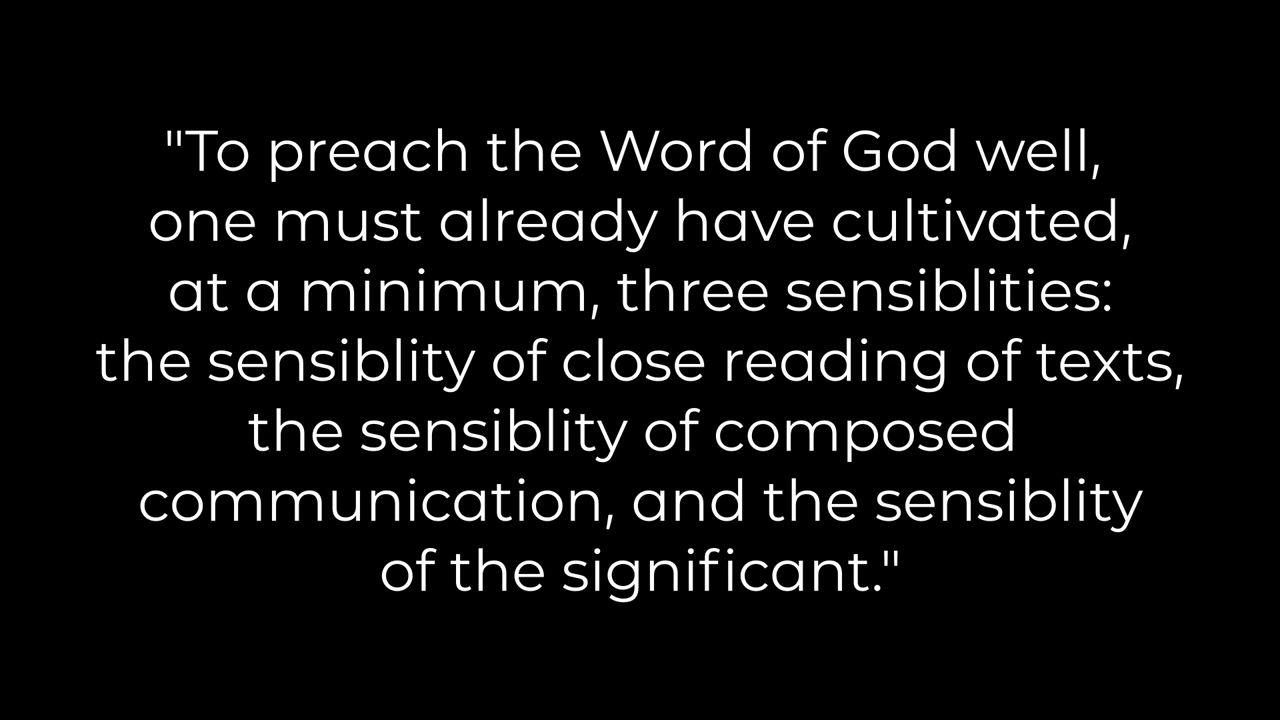 "To preach the Word of God well,
one must already have cultivated,
at a minimum, three sensiblities:
the sensiblity of close reading of texts,
the sensiblity of composed
communication, and the sensiblity
of the significant."